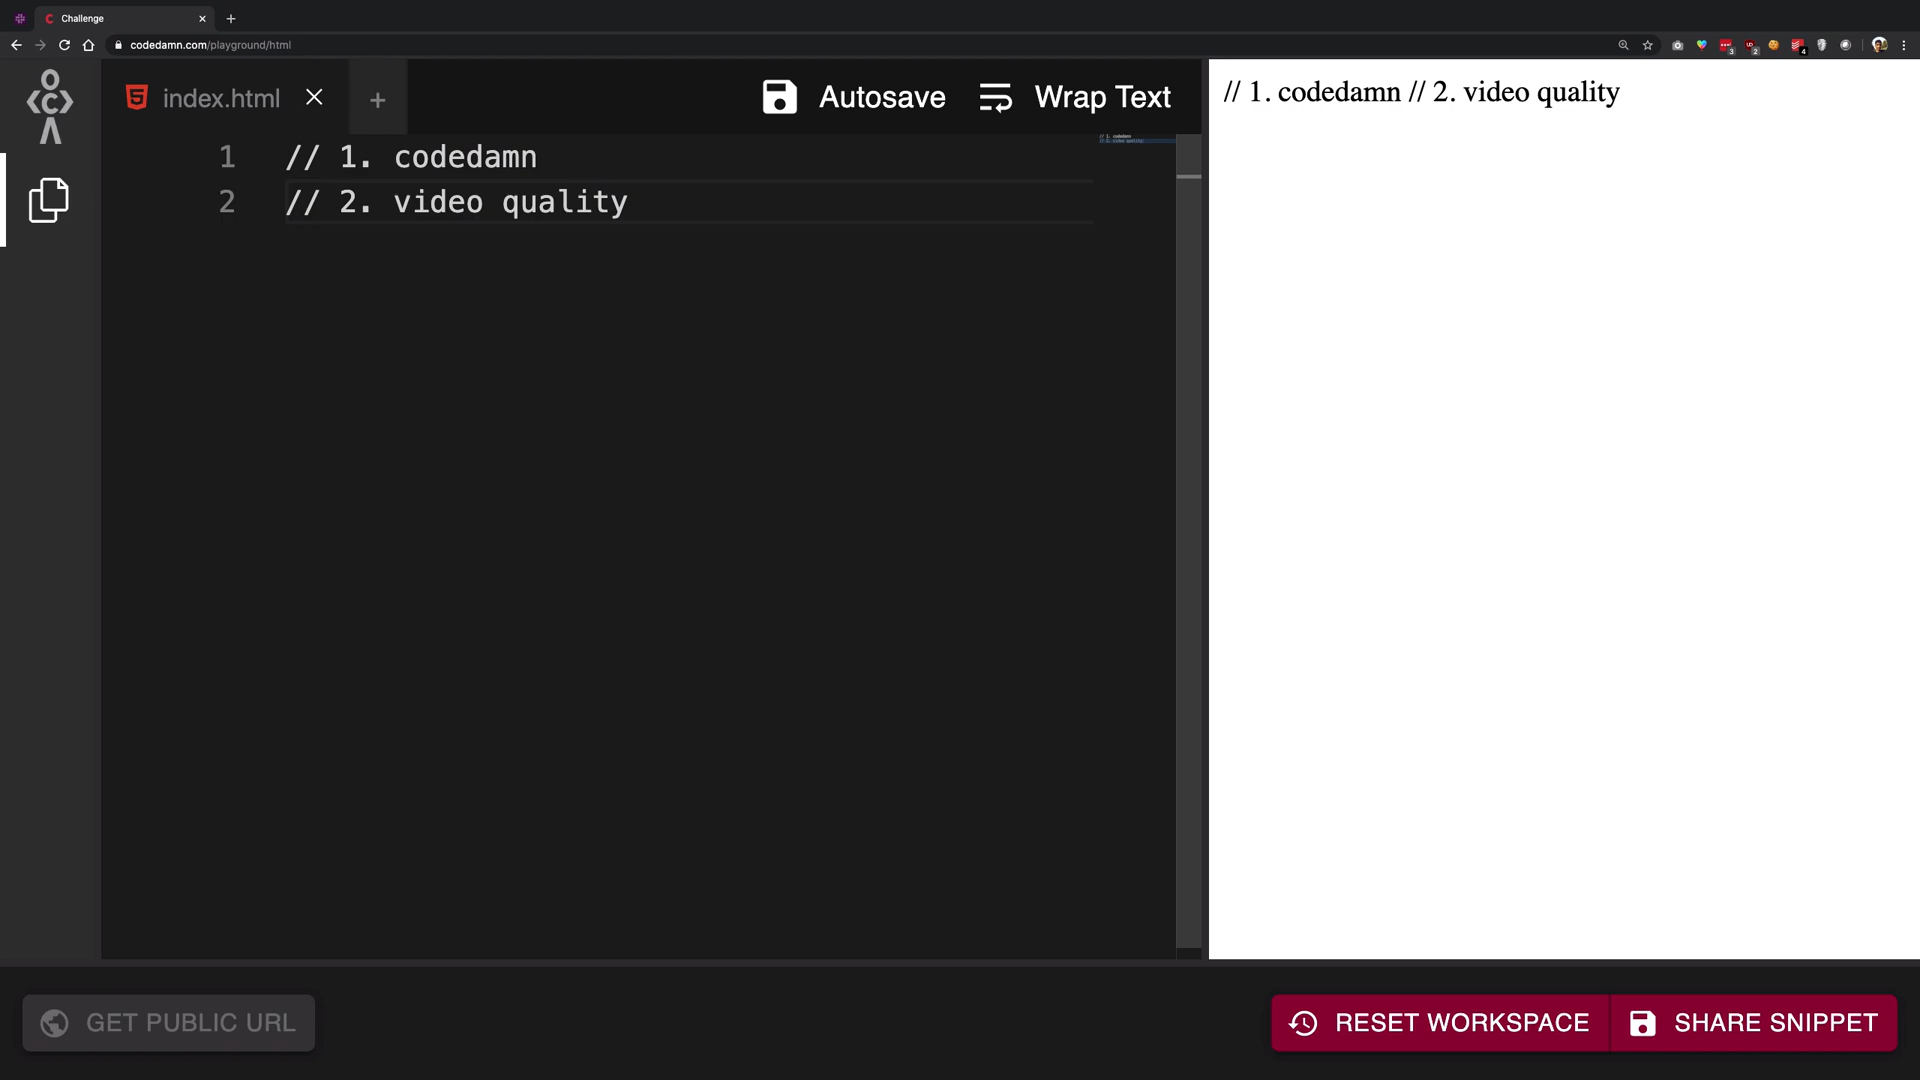 Challenge
codedamn.com/playground/html
index.html
Autosave
Wrap Text
1 // 1. codedamn
2 // 2. video quality
// 1. codedamn // 2. video quality
GET PUBLIC URL
RESET WORKSPACE
SHARE SNIPPET